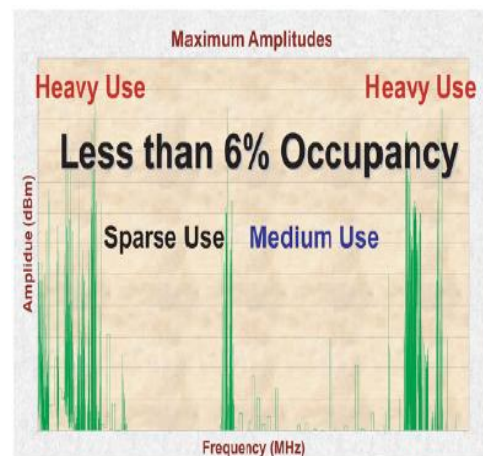 Maximum Amplitudes
Heavy Use Heavy Use
Less than 6% Occupancy
Sparse Use Medium Use
Amplidue (dBm)
Frequency (MHz)